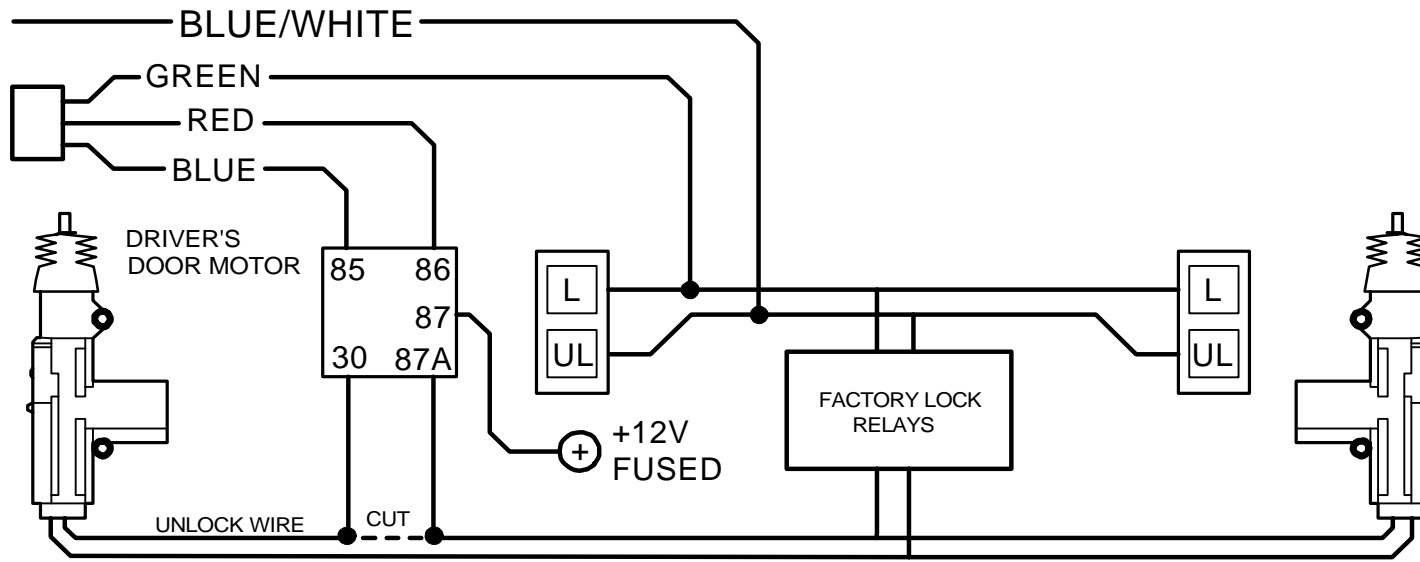 BLUE/WHITE
GREEN
RED
BLUE
DRIVER'S
DOOR MOTOR
85 86
87
30 87A
L
UL
L
UL
FACTORY LOCK
RELAYS
+
+12V
FUSED
UNLOCK WIRE
CUT